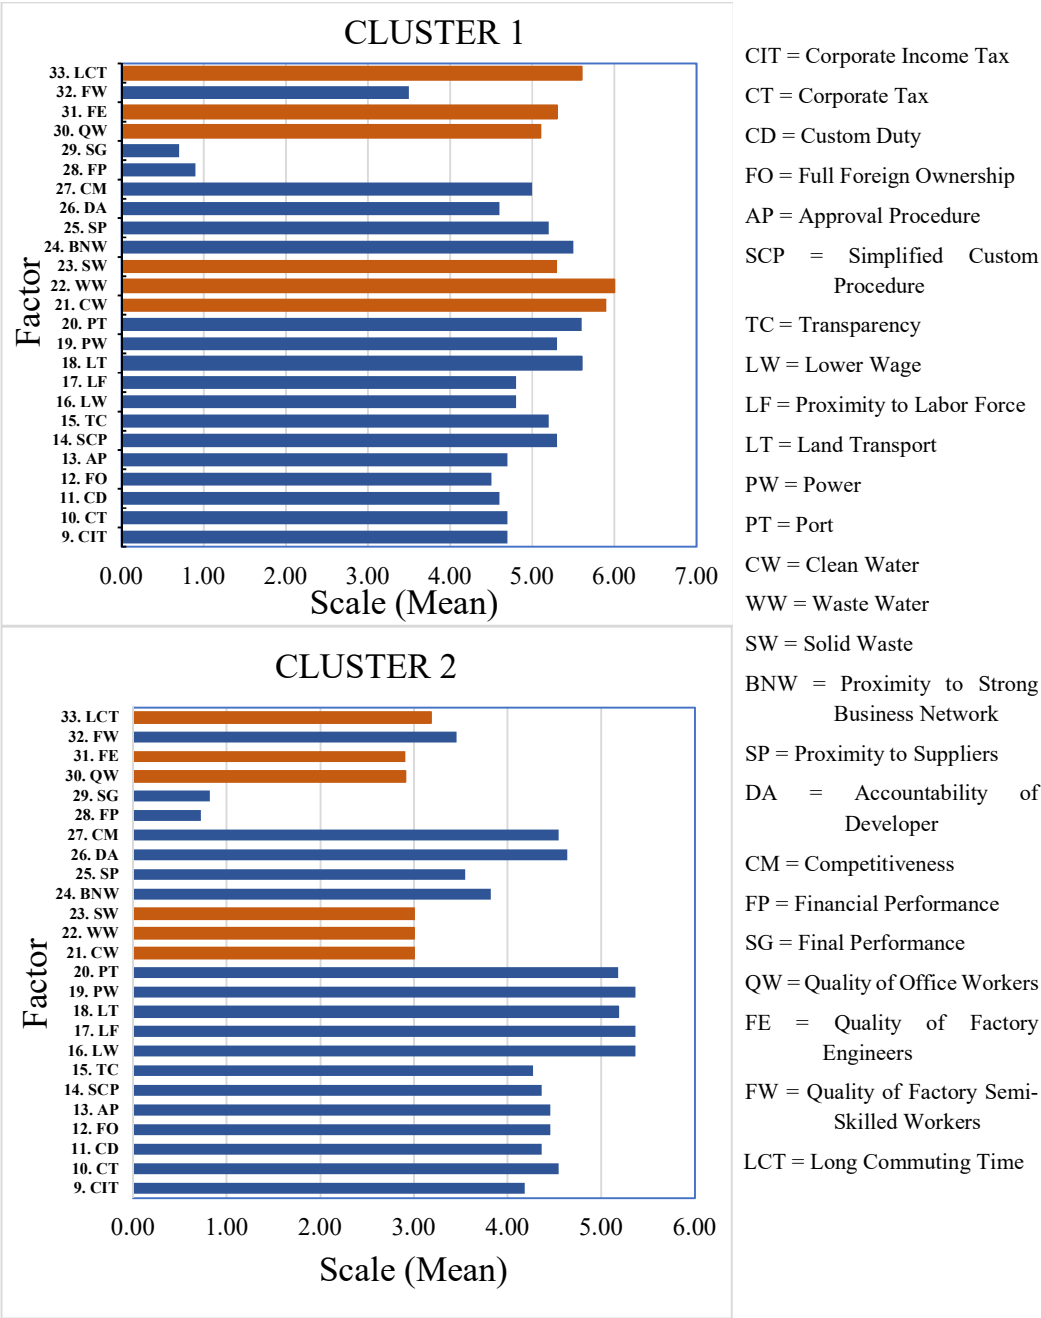 CLUSTER 1
33. LCT
32. FW
31. FE
30. QW
29. SG
28. FP
27. CM
26. DA
25. SP
24. BNW
23. SW
22. WW
21. CW
20. PT
19. PW
18. LT
17. LF
16. LW
15. TC
14. SCP
13. AP
12. FO
11. CD
10. CT
9. CIT
Factor
0.00 1.00 2.00 3.00 4.00 5.00 6.00 7.00
Scale (Mean)
CLUSTER 2
33. LCT
32. FW
31. FE
30. QW
29. SG
28. FP
27. CM
26. DA
25. SP
24. BNW
23. SW
22. WW
21. CW
20. PT
19. PW
18. LT
17. LF
16. LW
15. TC
14. SCP
13. AP
12. FO
11. CD
10. CT
9. CIT
Factor
0.00 1.00 2.00 3.00 4.00 5.00 6.00
Scale (Mean)
CIT = Corporate Income Tax
CT = Corporate Tax
CD = Custom Duty
FO = Full Foreign Ownership
AP = Approval Procedure
SCP = Simplified Custom
Procedure
TC = Transparency
LW = Lower Wage
LF = Proximity to Labor Force
LT = Land Transport
PW = Power
PT = Port
CW = Clean Water
WW = Waste Water
SW = Solid Waste
BNW = Proximity to Strong
Business Network
SP = Proximity to Suppliers
DA = Accountability of
Developer
CM = Competitiveness
FP = Financial Performance
SG = Final Performance
QW = Quality of Office Workers
FE = Quality of Factory
Engineers
FW = Quality of Factory Semi-
Skilled Workers
LCT = Long Commuting Time